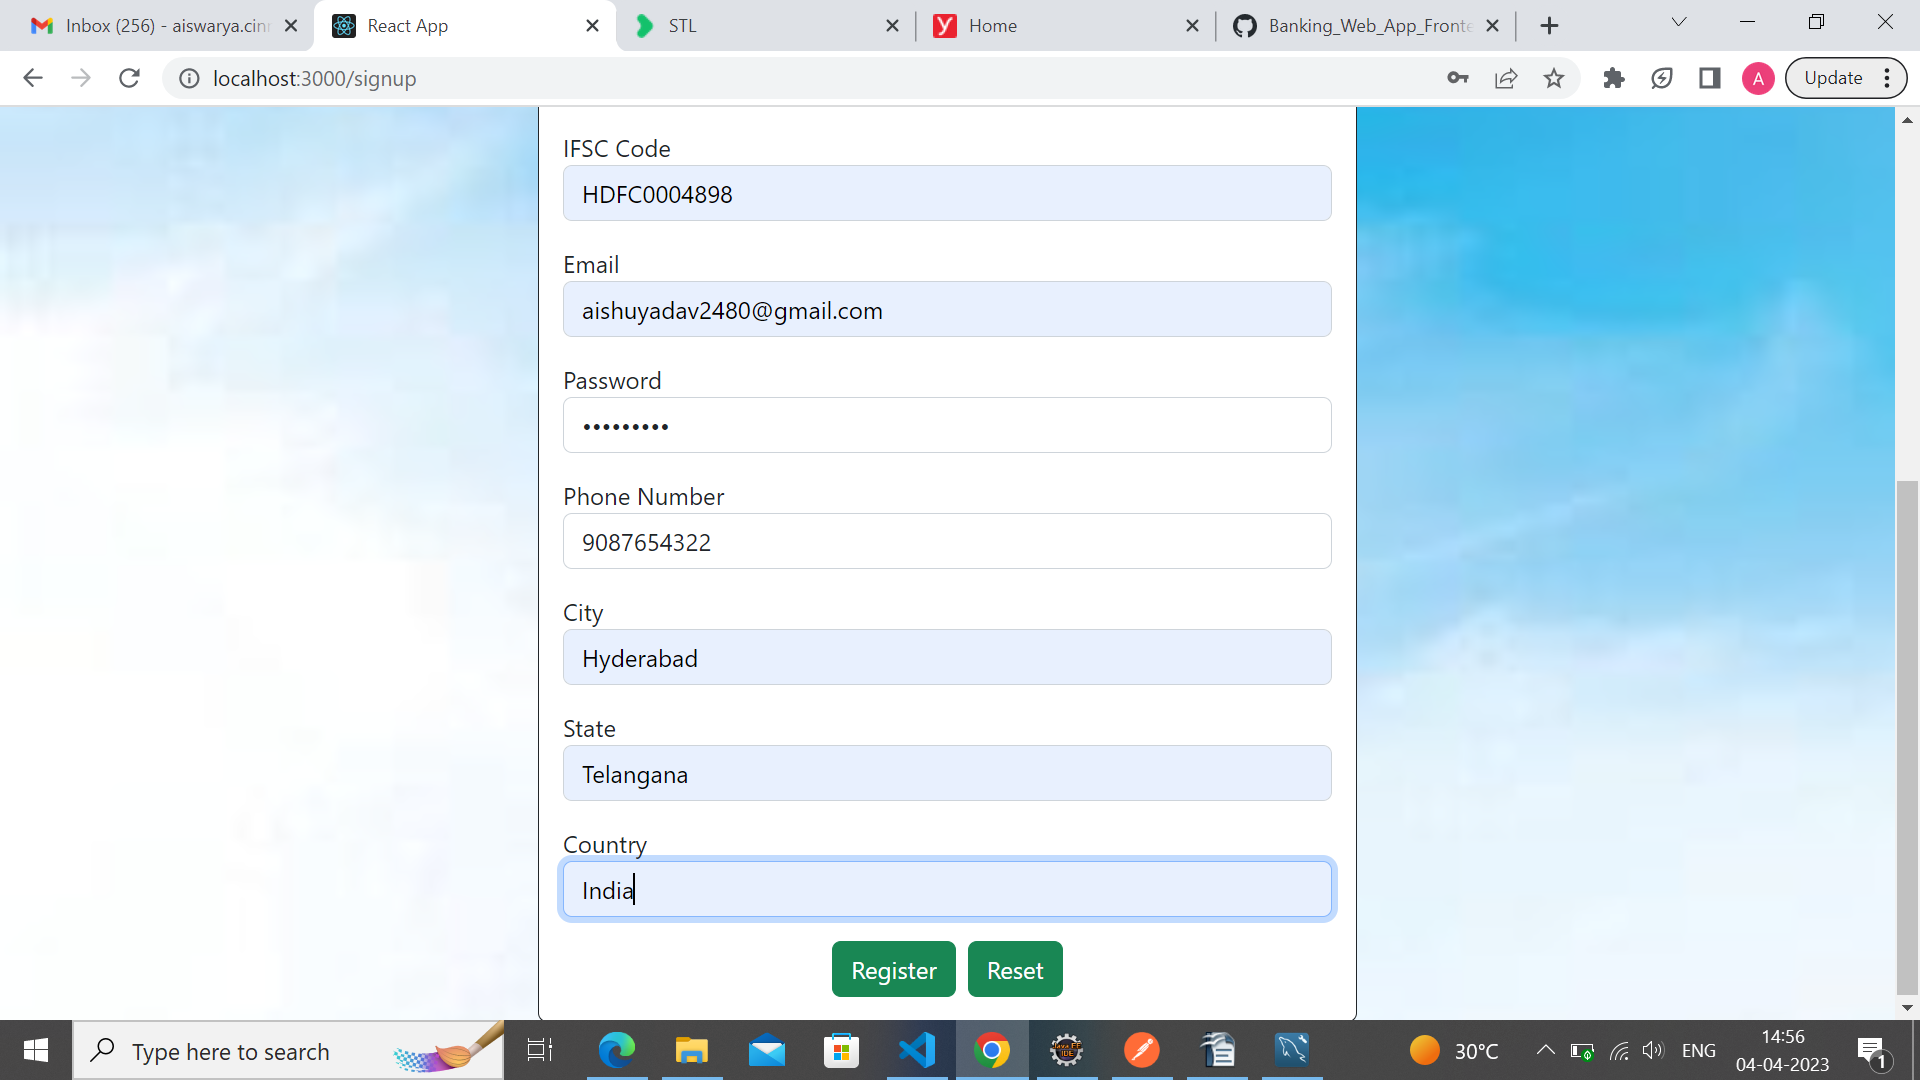 Inbox (256) - aiswarya.cinn
React App
STL
Home
Banking_Web_App_Fronte
localhost:3000/signup
A
Update
IFSC Code
HDFC0004898
Email
aishuyadav2480@gmail.com
Password
•••••••••
Phone Number
9087654322
City
Hyderabad
State
Telangana
Country
India
Register
Reset
Type here to search
30°C
ENG
14:56
04-04-2023
1